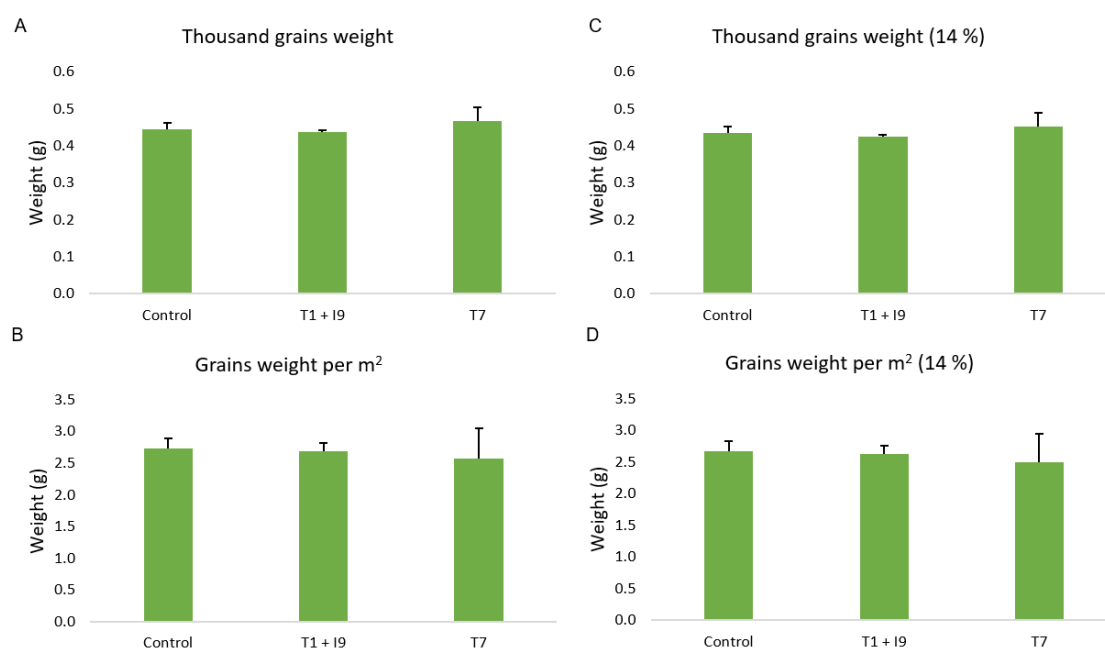 A
Thousand grains weight
Weight (g)
0.6
0.5
0.4
0.3
0.2
0.1
0.0
Control
T1 + I9
T7
C
Thousand grains weight (14 %)
Weight (g)
0.6
0.5
0.4
0.3
0.2
0.1
0.0
Control
T1 + I9
T7
B
Grains weight per m²
Weight (g)
3.5
3.0
2.5
2.0
1.5
1.0
0.5
0.0
Control
T1 + I9
T7
D
Grains weight per m² (14 %)
Weight (g)
3.5
3.0
2.5
2.0
1.5
1.0
0.5
0.0
Control
T1 + I9
T7